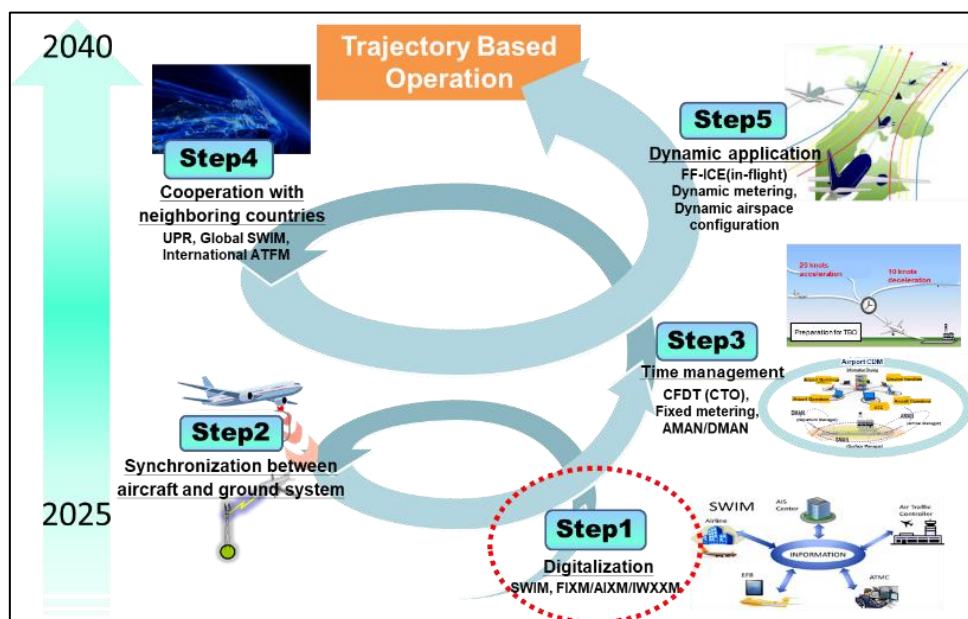 2040
Trajectory Based
Operation
Step4
Cooperation with
neighboring countries
UPR, Global SWIM,
International ATFM
Step5
Dynamic application
FF-ICE(in-flight)
Dynamic metering,
Dynamic airspace
configuration
20 knots
acceleration
10 knots
deceleration
Preparation for TBO
Step3
Time management
CFDT (CTO),
Fixed metering,
AMAN/DMAN
Airport CDM
Information Sharing
Step2
Synchronization between
aircraft and ground system
2025
Step1
Digitalization
SWIM, FIXM/AIXM/IWXXM
SWIM
Airline
AIS
Center
Air Traffic
Controller
INFORMATION
EFB
ATMC